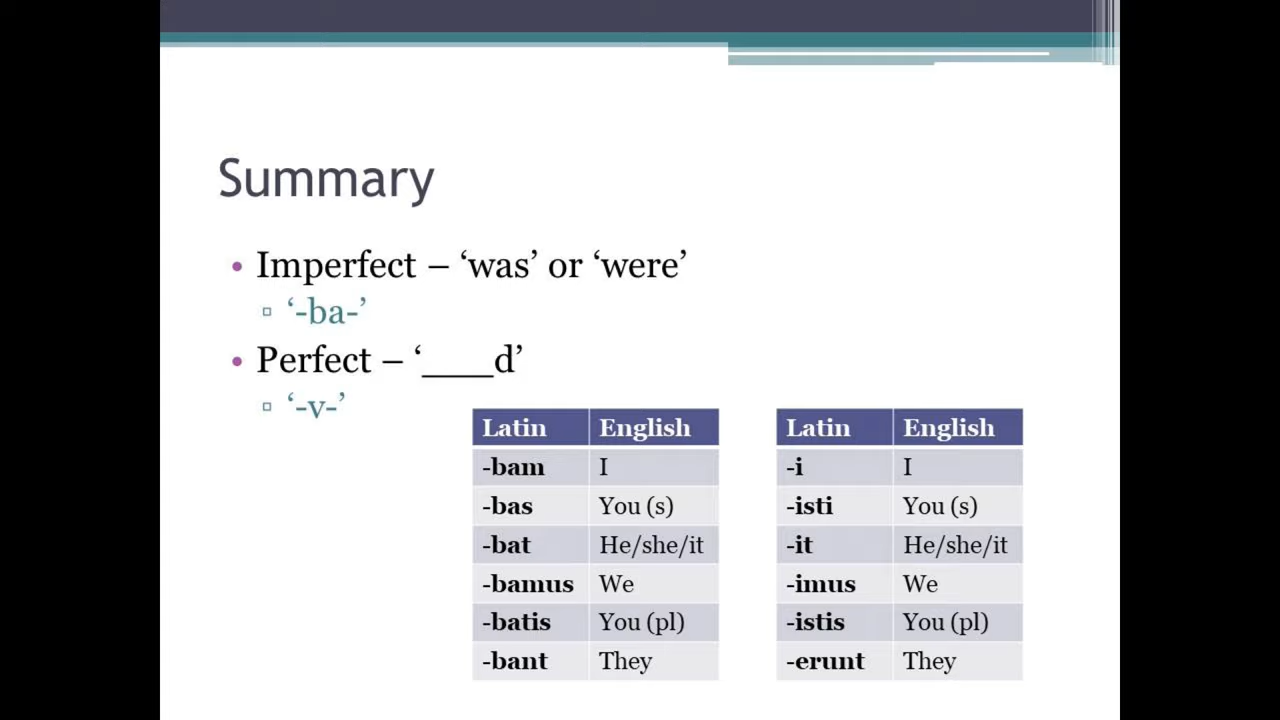 Summary
• Imperfect – ‘was’ or ‘were’
▫ ‘-ba-’
• Perfect – ‘___d’
▫ ‘-v-’
Latin English
-bam I
-bas You (s)
-bat He/she/it
-bamus We
-batis You (pl)
-bant They
Latin English
-i I
-isti You (s)
-it He/she/it
-imus We
-istis You (pl)
-erunt They